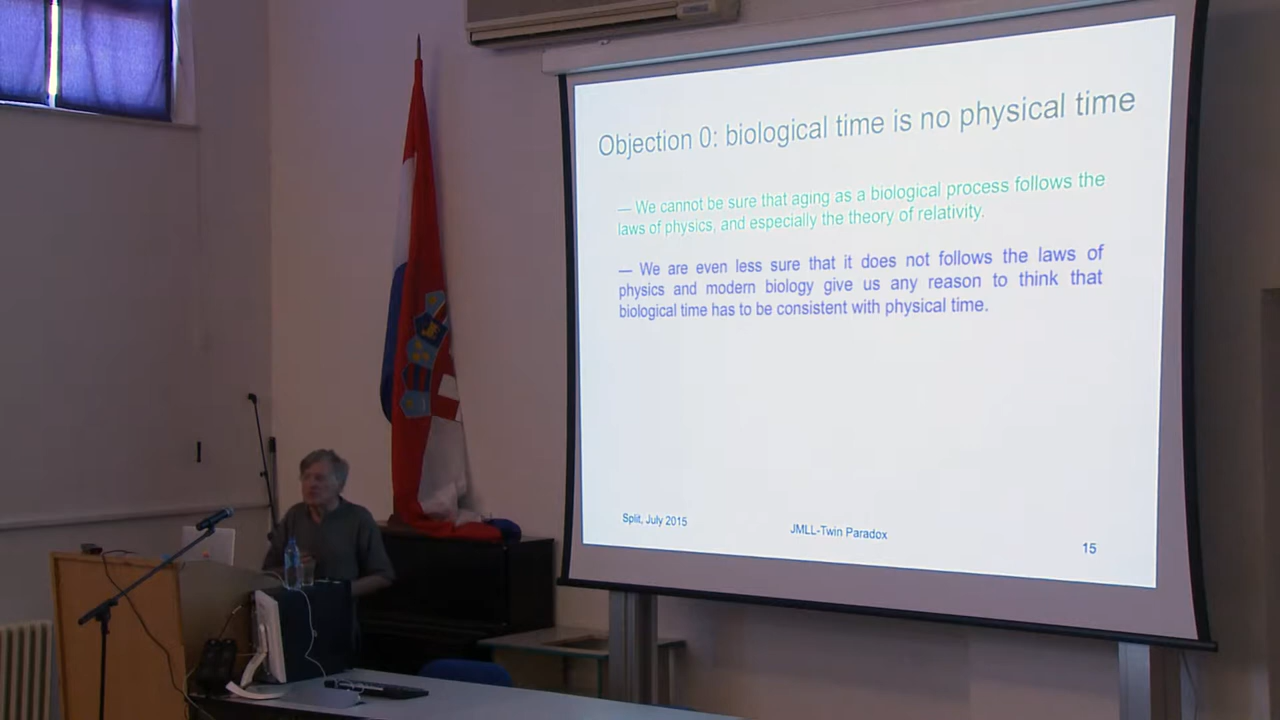 Objection 0: biological time is no physical time
— We cannot be sure that aging as a biological process follows the
laws of physics, and especially the theory of relativity.
— We are even less sure that it does not follows the laws of
physics and modern biology give us any reason to think that
biological time has to be consistent with physical time.
Split, July 2015
JMLL-Twin Paradox
15